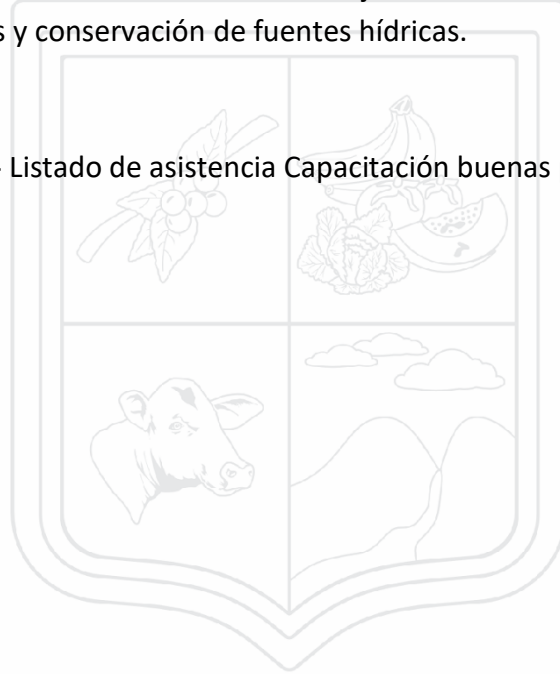 s y conservación de fuentes hídricas.
Listado de asistencia Capacitación buenas